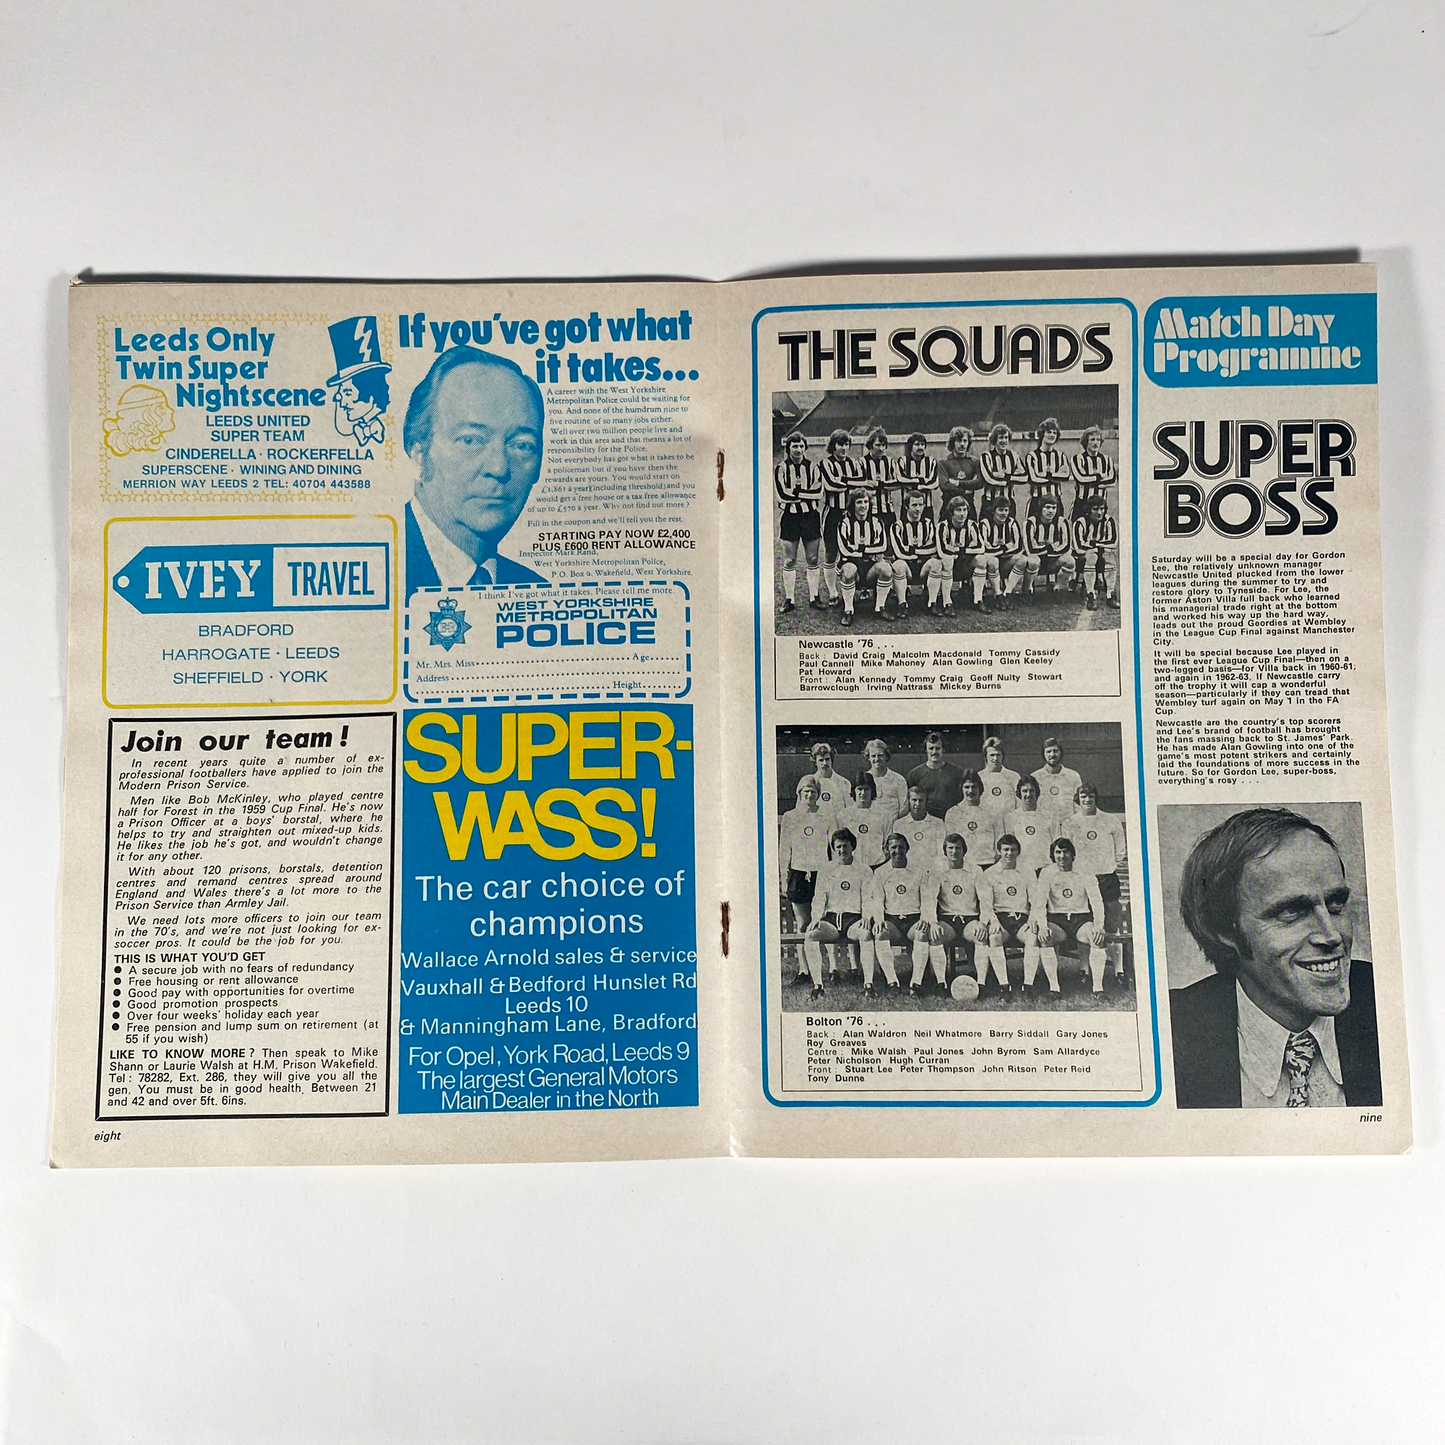 Leeds Only
Twin Super
Nightscene
LEEDS UNITED
SUPER TEAM
CINDERELLA · ROCKERFELLA
SUPERSCENE · WINING AND DINING
MERRION WAY LEEDS 2 TEL: 40704 443588
IVEY TRAVEL
BRADFORD
HARROGATE · LEEDS
SHEFFIELD · YORK
Join our team!
In recent years quite a number of ex-
professional footballers have applied to join the
Modern Prison Service.
Men like Bob McKinley, who played centre
half for Forest in the 1959 Cup Final. He's now
a Prison Officer at a boys' borstal, where he
helps to try and straighten out mixed-up kids.
He likes the job he's got, and wouldn't change
it for any other.
With about 120 prisons, borstals, detention
centres and remand centres spread around
England and Wales there's a lot more to the
Prison Service than Armley Jail.
We need lots more officers to join our team
in the 70's, and we're not just looking for ex-
soccer pros. It could be the job for you.
THIS IS WHAT YOU'D GET
● A secure job with no fears of redundancy
● Free housing or rent allowance
● Good pay with opportunities for overtime
● Good promotion prospects
● Over four weeks' holiday each year
● Free pension and lump sum on retirement (at
55 if you wish)
LIKE TO KNOW MORE? Then speak to Mike
Shann or Laurie Walsh at H.M. Prison Wakefield.
Tel: 78282, Ext. 286, they will give you all the
gen. You must be in good health. Between 21
and 42 and over 5ft. 6ins.
eight
If you've got what
it takes...
A career with the West Yorkshire
Metropolitan Police could be waiting for
you. And none of the humdrum nine to
five routine of so many jobs either.
Well over two million people live and
work in this area and that means a lot of
responsibility for the Police.
Not everybody has got what it takes to be
a policeman but if you have then the
rewards are yours. You would start on
£1,861 a year (including threshold) and you
would get a free house or a tax free allowance
of up to £570 a year. Why not find out more?
Fill in the coupon and we'll tell you the rest.
STARTING PAY NOW £2,400
PLUS £600 RENT ALLOWANCE
Inspector Mark Rand,
West Yorkshire Metropolitan Police,
P.O. Box 9, Wakefield, West Yorkshire.
I think I've got what it takes. Please tell me more.
WEST YORKSHIRE
METROPOLITAN
POLICE
Mr. Mrs. Miss Age
Address
Height
SUPER-
WASS!
The car choice of
champions
Wallace Arnold sales & service
Vauxhall & Bedford Hunslet Rd
Leeds 10
& Manningham Lane, Bradford
For Opel, York Road, Leeds 9
The largest General Motors
Main Dealer in the North
THE SQUADS
Newcastle '76 . . .
Back : David Craig Malcolm Macdonald Tommy Cassidy
Paul Cannell Mike Mahoney Alan Gowling Glen Keeley
Pat Howard
Front : Alan Kennedy Tommy Craig Geoff Nulty Stewart
Barrowclough Irving Nattrass Mickey Burns
Bolton '76 . . .
Back : Alan Waldron Neil Whatmore Barry Siddall Gary Jones
Roy Greaves
Centre : Mike Walsh Paul Jones John Byrom Sam Allardyce
Peter Nicholson Hugh Curran
Front : Stuart Lee Peter Thompson John Ritson Peter Reid
Tony Dunne
Match Day
Programme
SUPER
BOSS
Saturday will be a special day for Gordon
Lee, the relatively unknown manager
Newcastle United plucked from the lower
leagues during the summer to try and
restore glory to Tyneside. For Lee, the
former Aston Villa full back who learned
his managerial trade right at the bottom
and worked his way up the hard way,
leads out the proud Geordies at Wembley
in the League Cup Final against Manchester
City.
It will be special because Lee played in
the first ever League Cup Final—then on a
two-legged basis—for Villa back in 1960-61,
and again in 1962-63. If Newcastle carry
off the trophy it will cap a wonderful
season—particularly if they can tread that
Wembley turf again on May 1 in the FA
Cup.
Newcastle are the country's top scorers
and Lee's brand of football has brought
the fans massing back to St. James' Park.
He has made Alan Gowling into one of the
game's most potent strikers and certainly
laid the foundations of more success in the
future. So for Gordon Lee, super-boss,
everything's rosy . . .
nine